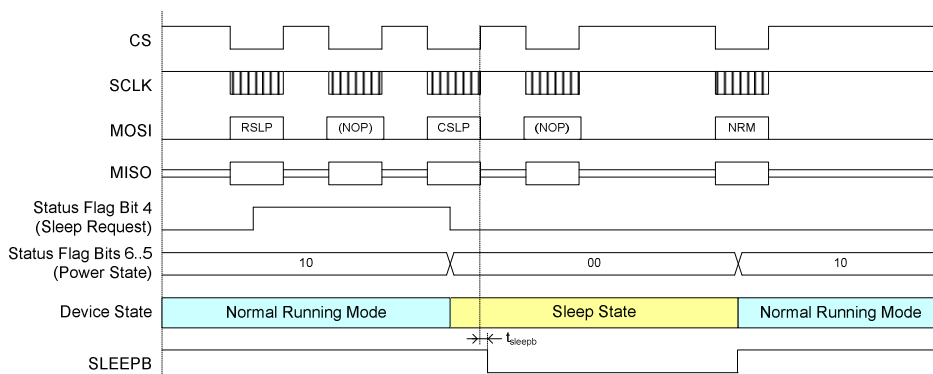 CS
SCLK
MOSI RSLP (NOP) CSLP (NOP) NRM
MISO
Status Flag Bit 4
(Sleep Request)
Status Flag Bits 6..5
(Power State)
10 00 10
Device State Normal Running Mode Sleep State Normal Running Mode
tsleepb
SLEEPB